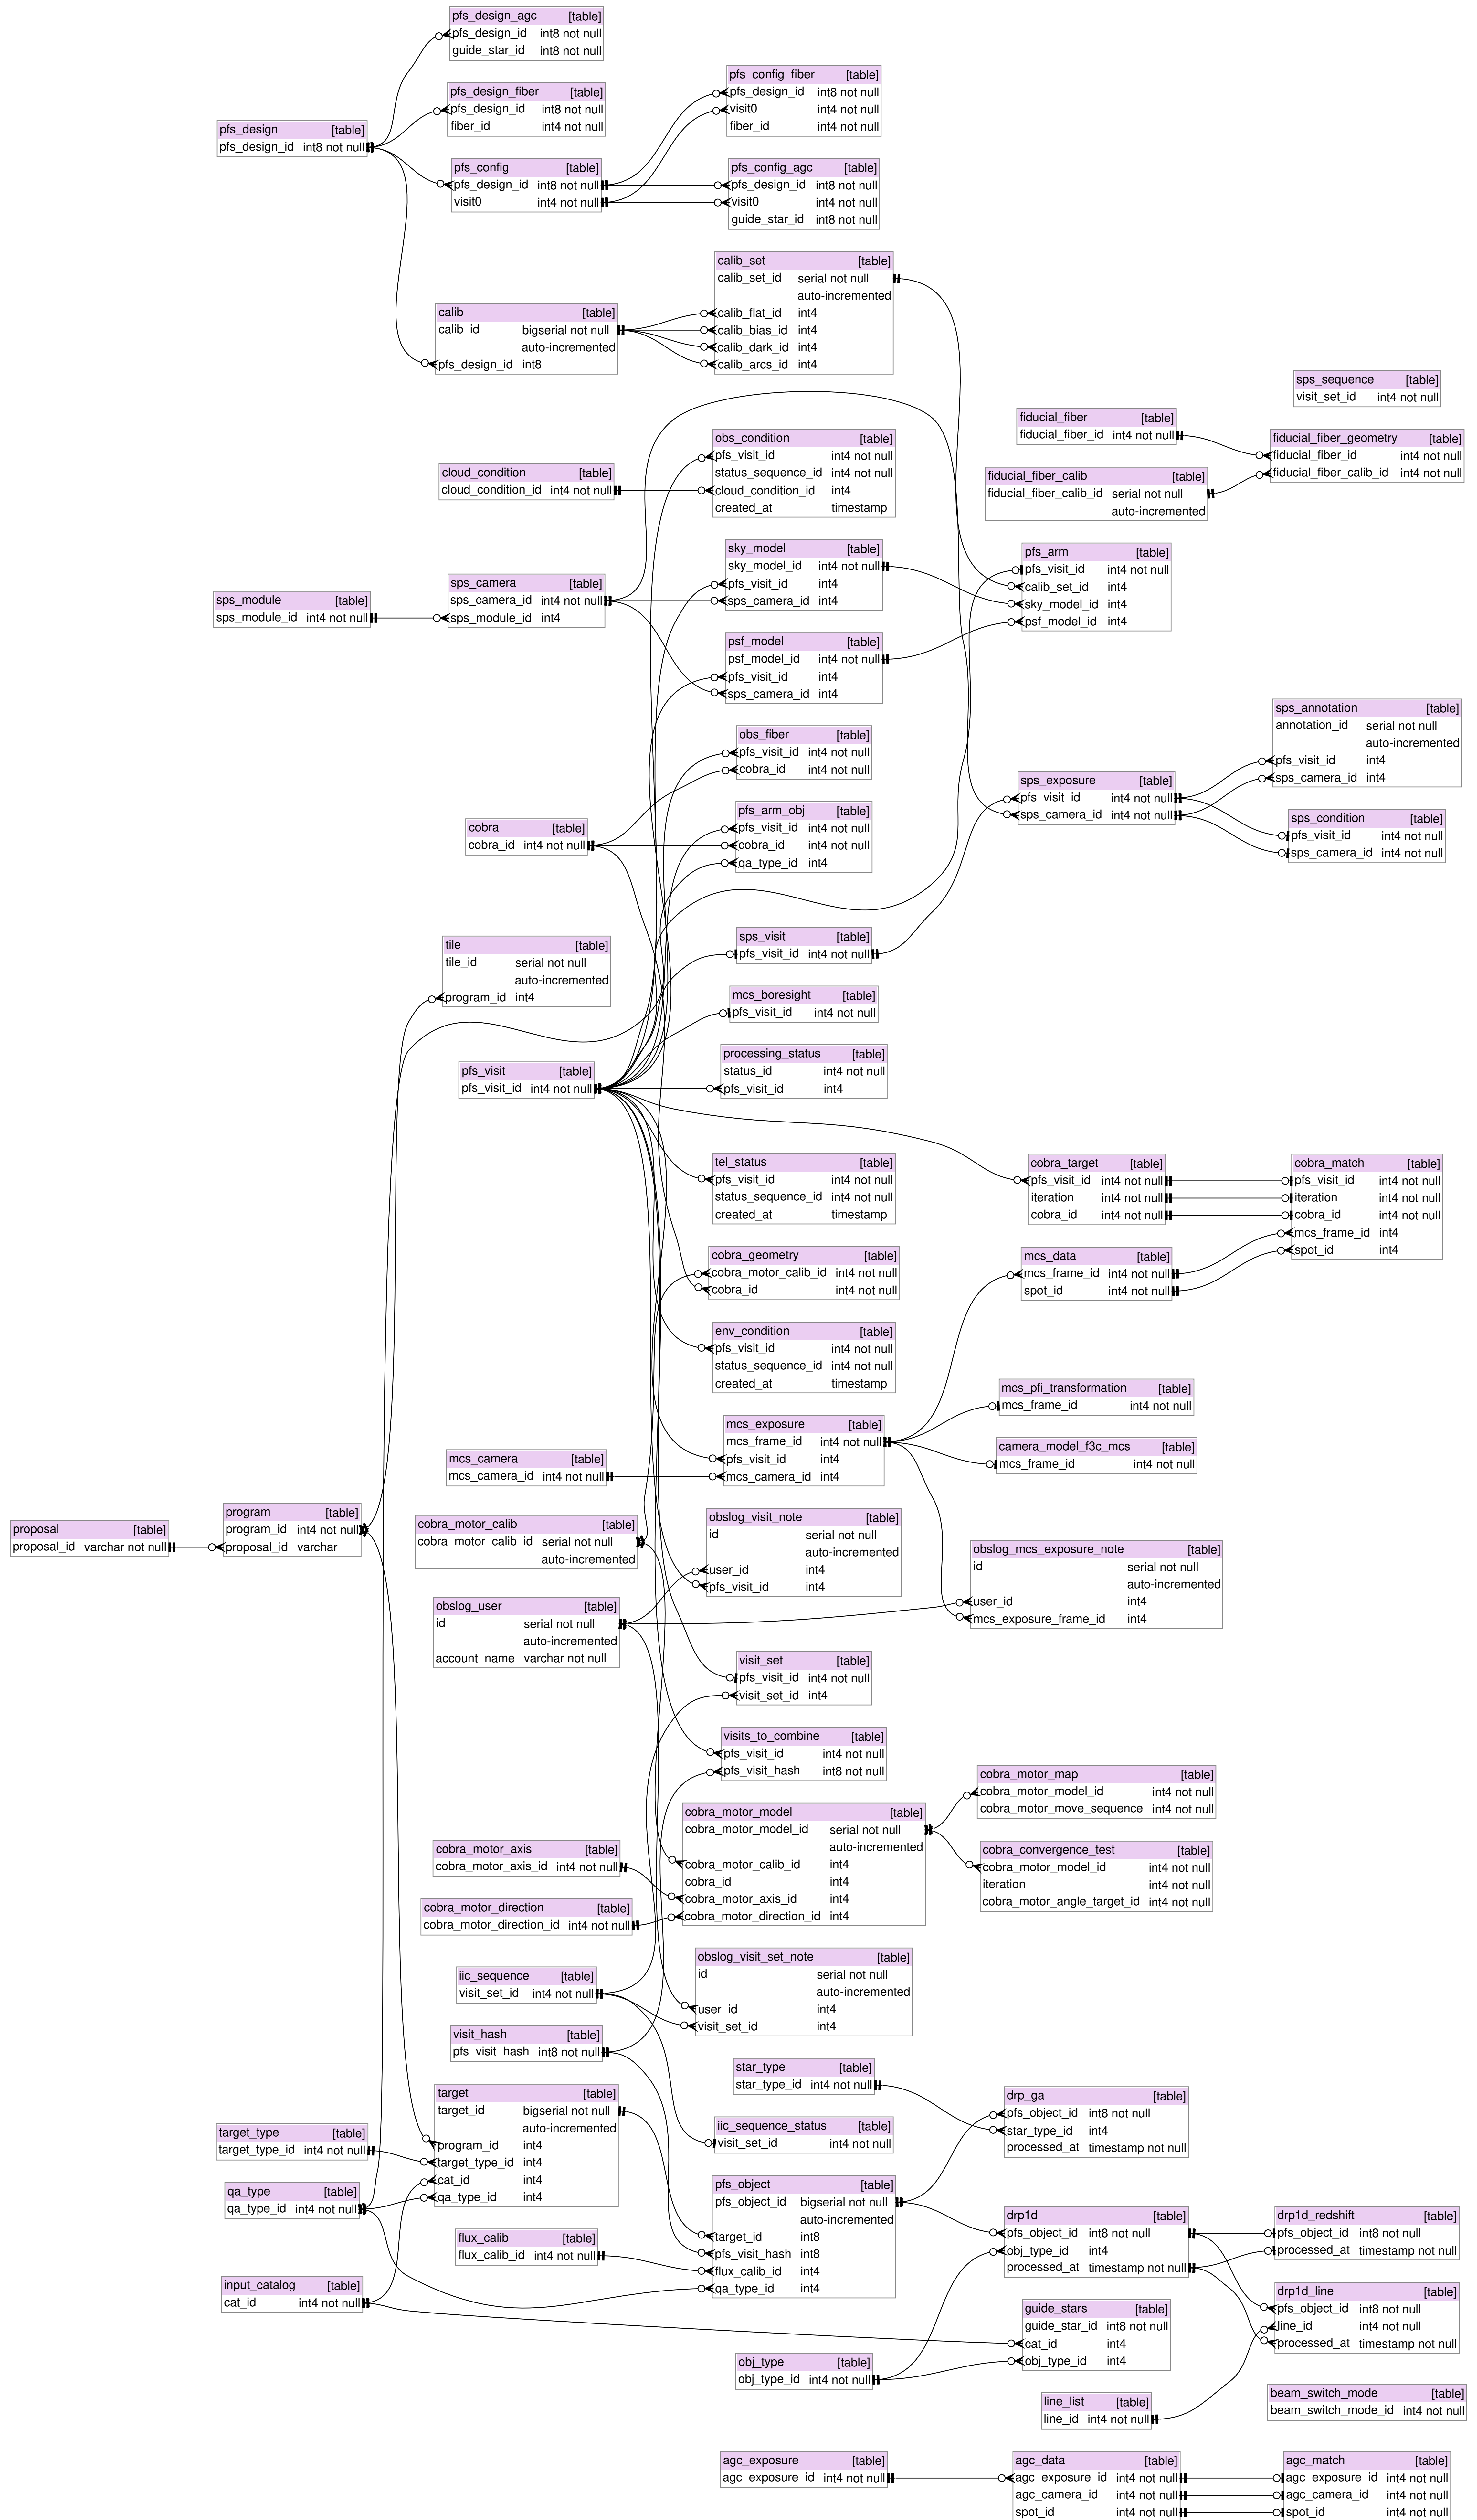 pfs_design_agc [table]
pfs_design_id int8 not null
guide_star_id int8 not null
pfs_design_fiber [table]
pfs_design_id int8 not null
fiber_id int4 not null
pfs_config_fiber [table]
pfs_design_id int8 not null
visit0 int4 not null
fiber_id int4 not null
pfs_design [table]
pfs_design_id int8 not null
pfs_config [table]
pfs_design_id int8 not null
visit0 int4 not null
pfs_config_agc [table]
pfs_design_id int8 not null
visit0 int4 not null
guide_star_id int8 not null
calib_set [table]
calib_set_id serial not null
auto-incremented
calib_flat_id int4
calib_bias_id int4
calib_dark_id int4
calib_arcs_id int4
calib [table]
calib_id bigserial not null
auto-incremented
pfs_design_id int8
sps_sequence [table]
visit_set_id int4 not null
fiducial_fiber [table]
fiducial_fiber_id int4 not null
fiducial_fiber_geometry [table]
fiducial_fiber_id int4 not null
fiducial_fiber_calib_id int4 not null
fiducial_fiber_calib [table]
fiducial_fiber_calib_id serial not null
auto-incremented
obs_condition [table]
pfs_visit_id int4 not null
status_sequence_id int4 not null
cloud_condition_id int4
created_at timestamp
cloud_condition [table]
cloud_condition_id int4 not null
sky_model [table]
sky_model_id int4 not null
pfs_visit_id int4
sps_camera_id int4
pfs_arm [table]
pfs_visit_id int4 not null
calib_set_id int4
sky_model_id int4
psf_model_id int4
sps_module [table]
sps_module_id int4 not null
sps_camera [table]
sps_camera_id int4 not null
sps_module_id int4
psf_model [table]
psf_model_id int4 not null
pfs_visit_id int4
sps_camera_id int4
obs_fiber [table]
pfs_visit_id int4 not null
cobra_id int4 not null
sps_annotation [table]
annotation_id serial not null
auto-incremented
pfs_visit_id int4
sps_camera_id int4
sps_exposure [table]
pfs_visit_id int4 not null
sps_camera_id int4 not null
sps_condition [table]
pfs_visit_id int4 not null
sps_camera_id int4 not null
cobra [table]
cobra_id int4 not null
pfs_arm_obj [table]
pfs_visit_id int4 not null
cobra_id int4 not null
qa_type_id int4
tile [table]
tile_id serial not null
auto-incremented
program_id int4
sps_visit [table]
pfs_visit_id int4 not null
mcs_boresight [table]
pfs_visit_id int4 not null
pfs_visit [table]
pfs_visit_id int4 not null
processing_status [table]
status_id int4 not null
pfs_visit_id int4
tel_status [table]
pfs_visit_id int4 not null
status_sequence_id int4 not null
created_at timestamp
cobra_target [table]
pfs_visit_id int4 not null
iteration int4 not null
cobra_id int4 not null
cobra_match [table]
pfs_visit_id int4 not null
iteration int4 not null
cobra_id int4 not null
mcs_frame_id int4
spot_id int4
cobra_geometry [table]
cobra_motor_calib_id int4 not null
cobra_id int4 not null
mcs_data [table]
mcs_frame_id int4 not null
spot_id int4 not null
env_condition [table]
pfs_visit_id int4 not null
status_sequence_id int4 not null
created_at timestamp
mcs_pfi_transformation [table]
mcs_frame_id int4 not null
mcs_exposure [table]
mcs_frame_id int4 not null
pfs_visit_id int4
mcs_camera_id int4
camera_model_f3c_mcs [table]
mcs_frame_id int4 not null
mcs_camera [table]
mcs_camera_id int4 not null
proposal [table]
proposal_id varchar not null
program [table]
program_id int4 not null
proposal_id varchar
cobra_motor_calib [table]
cobra_motor_calib_id serial not null
auto-incremented
obslog_visit_note [table]
id serial not null
auto-incremented
user_id int4
pfs_visit_id int4
obslog_mcs_exposure_note [table]
id serial not null
auto-incremented
user_id int4
mcs_exposure_frame_id int4
obslog_user [table]
id serial not null
auto-incremented
account_name varchar not null
visit_set [table]
pfs_visit_id int4 not null
visit_set_id int4
visits_to_combine [table]
pfs_visit_id int4 not null
pfs_visit_hash int8 not null
cobra_motor_map [table]
cobra_motor_model_id int4 not null
cobra_motor_move_sequence int4 not null
cobra_motor_model [table]
cobra_motor_model_id serial not null
auto-incremented
cobra_motor_calib_id int4
cobra_id int4
cobra_motor_axis_id int4
cobra_motor_direction_id int4
cobra_motor_axis [table]
cobra_motor_axis_id int4 not null
cobra_convergence_test [table]
cobra_motor_model_id int4 not null
iteration int4 not null
cobra_motor_angle_target_id int4 not null
cobra_motor_direction [table]
cobra_motor_direction_id int4 not null
obslog_visit_set_note [table]
id serial not null
auto-incremented
user_id int4
visit_set_id int4
iic_sequence [table]
visit_set_id int4 not null
visit_hash [table]
pfs_visit_hash int8 not null
star_type [table]
star_type_id int4 not null
target [table]
target_id bigserial not null
auto-incremented
program_id int4
target_type_id int4
cat_id int4
qa_type_id int4
drp_ga [table]
pfs_object_id int8 not null
star_type_id int4
processed_at timestamp not null
target_type [table]
target_type_id int4 not null
iic_sequence_status [table]
visit_set_id int4 not null
qa_type [table]
qa_type_id int4 not null
pfs_object [table]
pfs_object_id bigserial not null
auto-incremented
target_id int8
pfs_visit_hash int8
flux_calib_id int4
qa_type_id int4
drp1d [table]
pfs_object_id int8 not null
obj_type_id int4
processed_at timestamp not null
drp1d_redshift [table]
pfs_object_id int8 not null
processed_at timestamp not null
flux_calib [table]
flux_calib_id int4 not null
input_catalog [table]
cat_id int4 not null
drp1d_line [table]
pfs_object_id int8 not null
line_id int4 not null
processed_at timestamp not null
guide_stars [table]
guide_star_id int8 not null
cat_id int4
obj_type_id int4
obj_type [table]
obj_type_id int4 not null
line_list [table]
line_id int4 not null
beam_switch_mode [table]
beam_switch_mode_id int4 not null
agc_exposure [table]
agc_exposure_id int4 not null
agc_data [table]
agc_exposure_id int4 not null
agc_camera_id int4 not null
spot_id int4 not null
agc_match [table]
agc_exposure_id int4 not null
agc_camera_id int4 not null
spot_id int4 not null